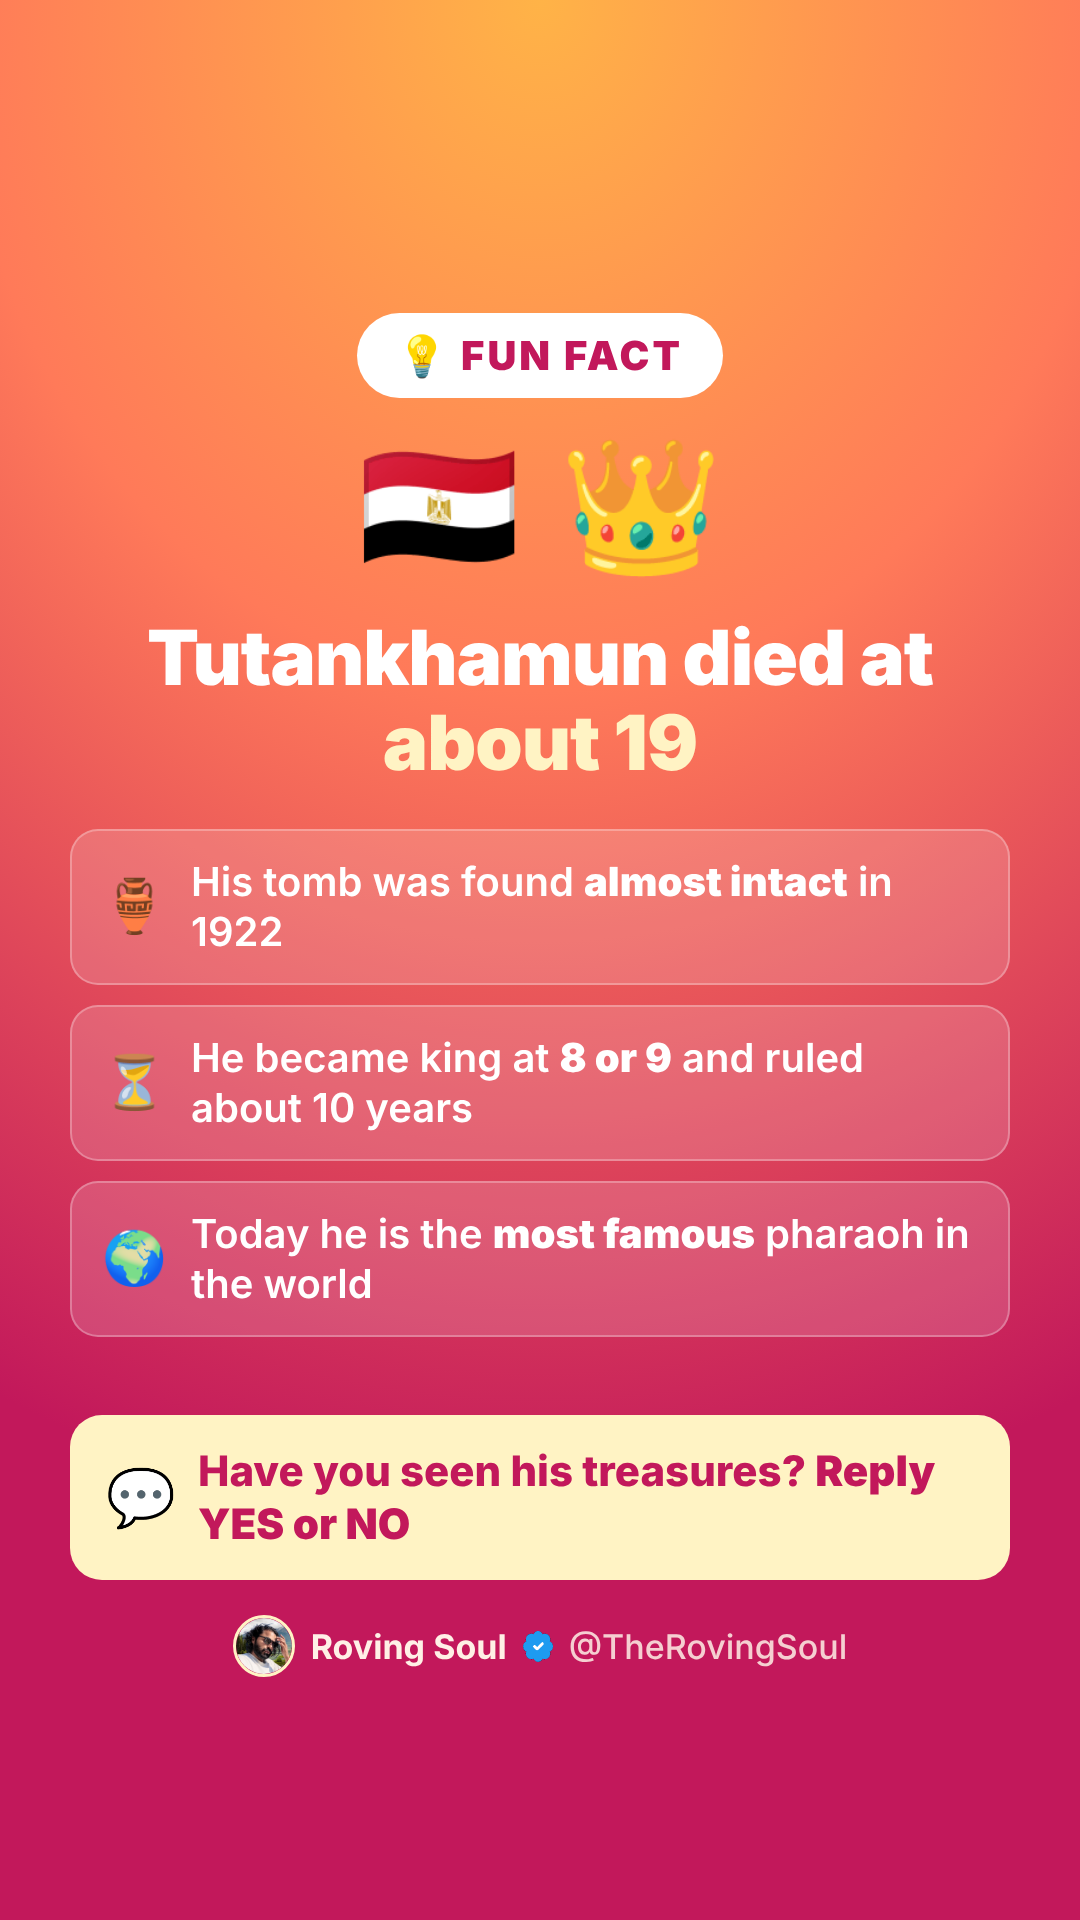 💡 FUN FACT
Tutankhamun died at
about 19
His tomb was found almost intact in
1922
He became king at 8 or 9 and ruled
about 10 years
Today he is the most famous pharaoh in
the world
Have you seen his treasures? Reply
YES or NO
Roving Soul @TheRovingSoul